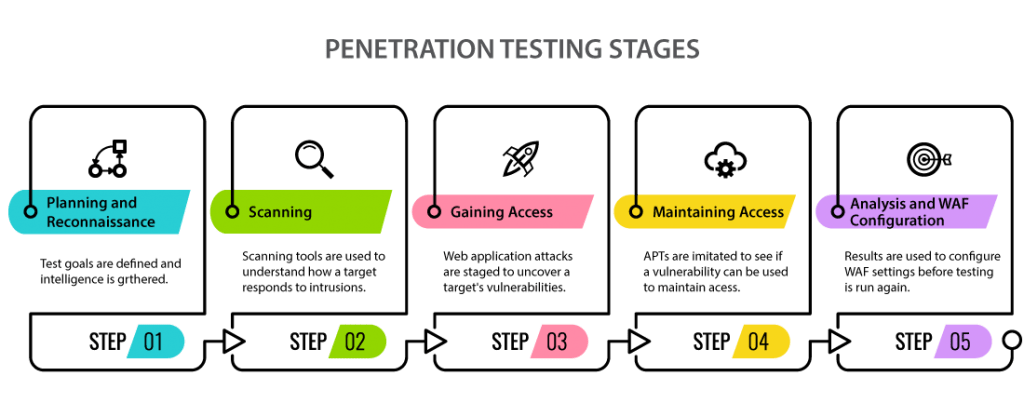 PENETRATION TESTING STAGES
Planning and
Reconnaissance
Test goals are defined and
intelligence is grthered.
STEP 01
Scanning
Scanning tools are used to
understand how a target
responds to intrusions.
STEP 02
Gaining Access
Web application attacks
are staged to uncover a
target's vulnerabilities.
STEP 03
Maintaining Access
APTs are imitated to see if
a vulnerability can be used
to maintain acess.
STEP 04
Analysis and WAF
Configuration
Results are used to configure
WAF settings before testing
is run again.
STEP 05